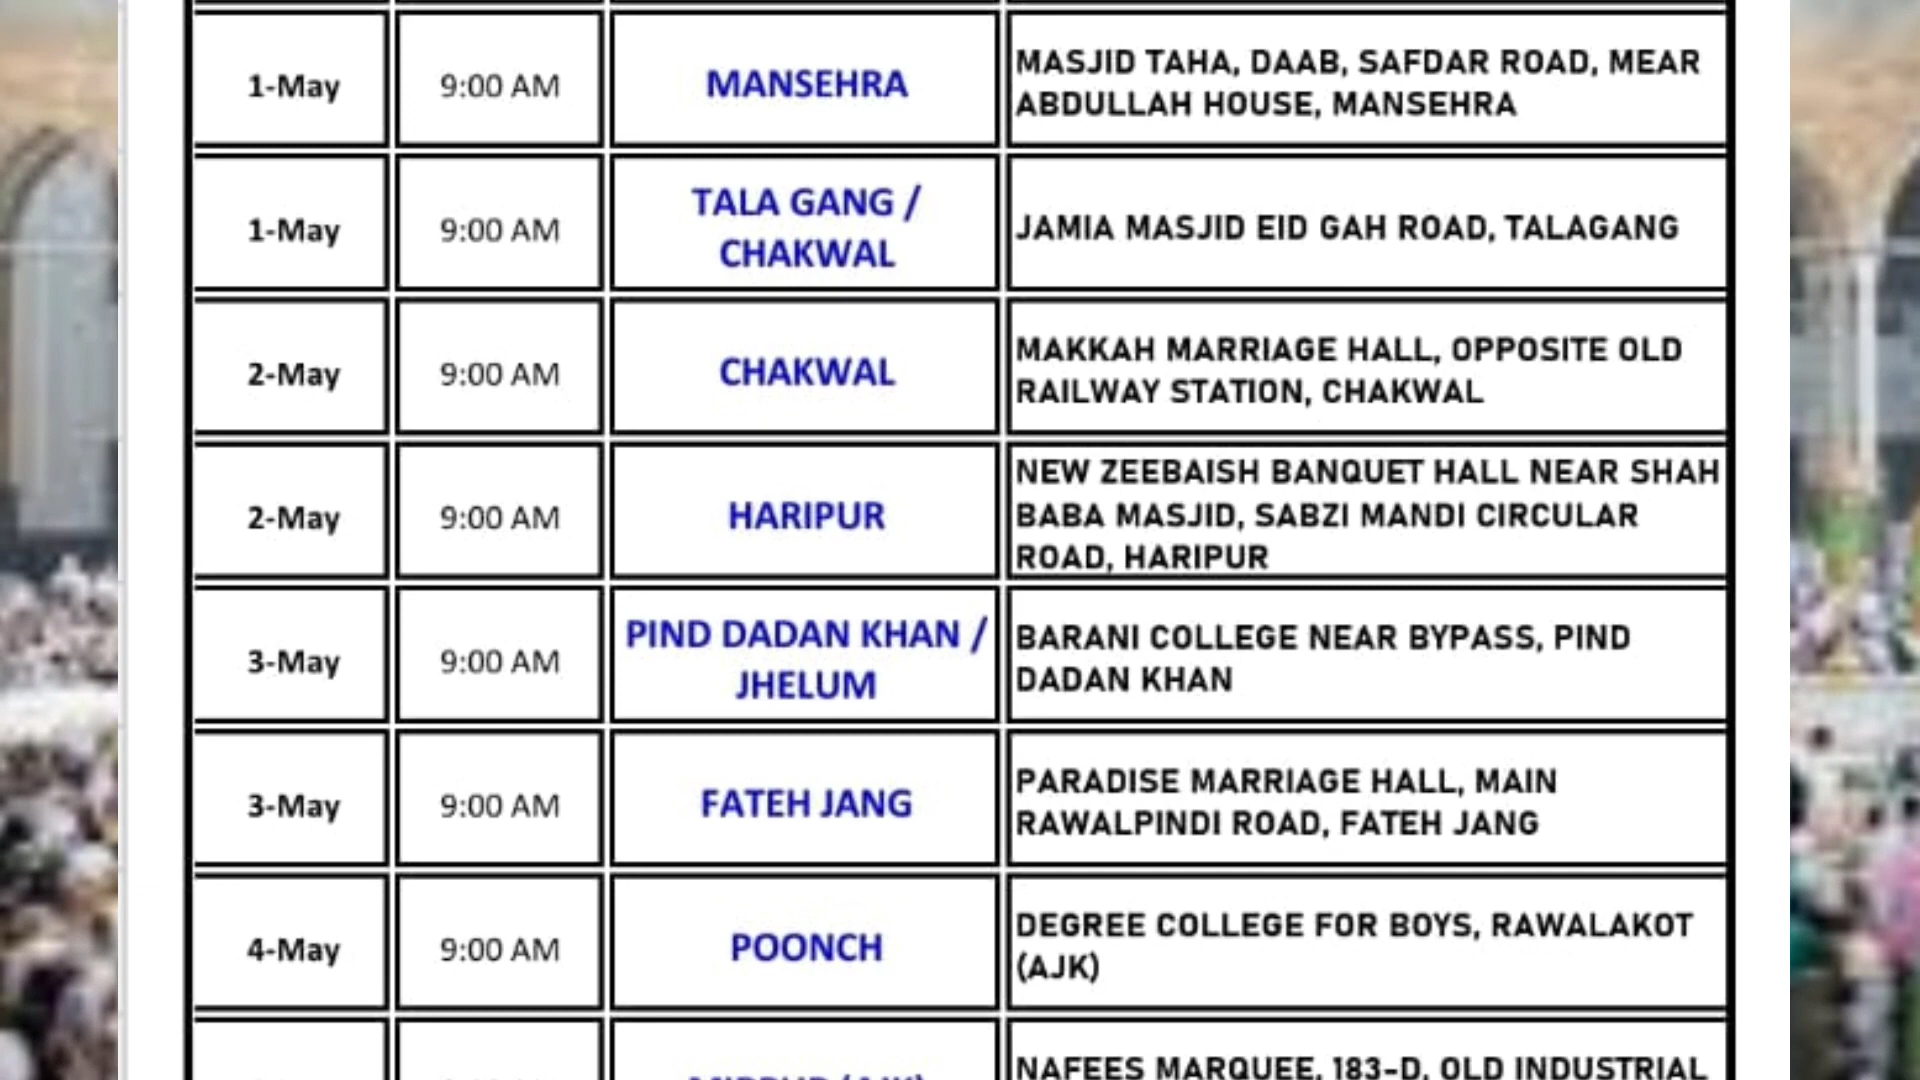 1-May
9:00 AM
MANSEHRA
MASJID TAHA, DAAB, SAFDAR ROAD, MEAR
ABDULLAH HOUSE, MANSEHRA
1-May
9:00 AM
TALA GANG /
CHAKWAL
JAMIA MASJID EID GAH ROAD, TALAGANG
2-May
9:00 AM
CHAKWAL
MAKKAH MARRIAGE HALL, OPPOSITE OLD
RAILWAY STATION, CHAKWAL
2-May
9:00 AM
HARIPUR
NEW ZEEBAISH BANQUET HALL NEAR SHAH
BABA MASJID, SABZI MANDI CIRCULAR
ROAD, HARIPUR
3-May
9:00 AM
PIND DADAN KHAN /
JHELUM
BARANI COLLEGE NEAR BYPASS, PIND
DADAN KHAN
3-May
9:00 AM
FATEH JANG
PARADISE MARRIAGE HALL, MAIN
RAWALPINDI ROAD, FATEH JANG
4-May
9:00 AM
POONCH
DEGREE COLLEGE FOR BOYS, RAWALAKOT
(AJK)
MIRPUR (AJK)
NAFEES MARQUEE, 183-D, OLD INDUSTRIAL